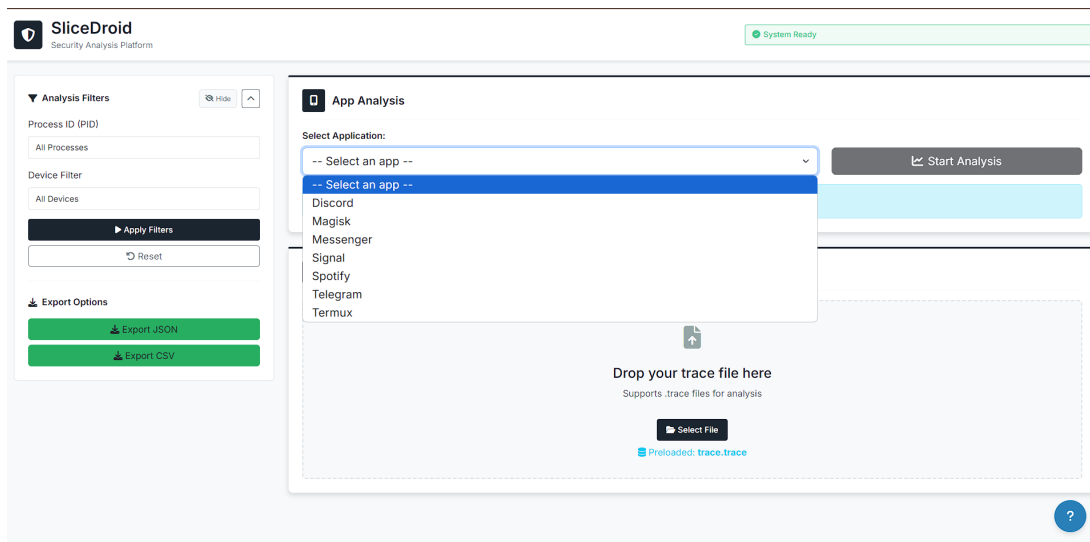 SliceDroid
Security Analysis Platform
System Ready
Analysis Filters
Hide
Process ID (PID)
All Processes
Device Filter
All Devices
Apply Filters
Reset
Export Options
Export JSON
Export CSV
App Analysis
Select Application:
-- Select an app --
Start Analysis
-- Select an app --
Discord
Magisk
Messenger
Signal
Spotify
Telegram
Termux
Drop your trace file here
Supports .trace files for analysis
Select File
Preloaded: trace.trace
?